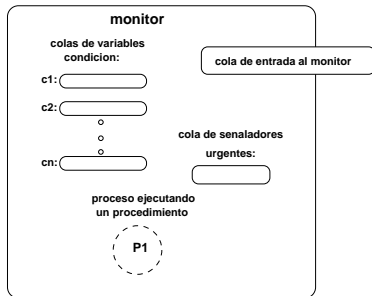 monitor
colas de variables
condicion:
cola de entrada al monitor
c1:
c2:
cola de senaladores
urgentes:
cn:
proceso ejecutando
un procedimiento
P1